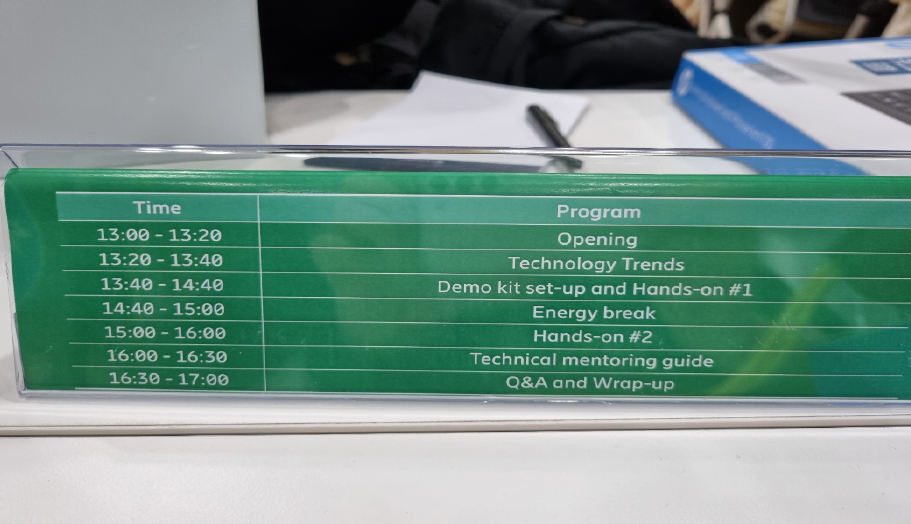 Time Program
13:00 - 13:20 Opening
13:20 - 13:40 Technology Trends
13:40 - 14:40 Demo kit set-up and Hands-on #1
14:40 - 15:00 Energy break
15:00 - 16:00 Hands-on #2
16:00 - 16:30 Technical mentoring guide
16:30 - 17:00 Q&A and Wrap-up